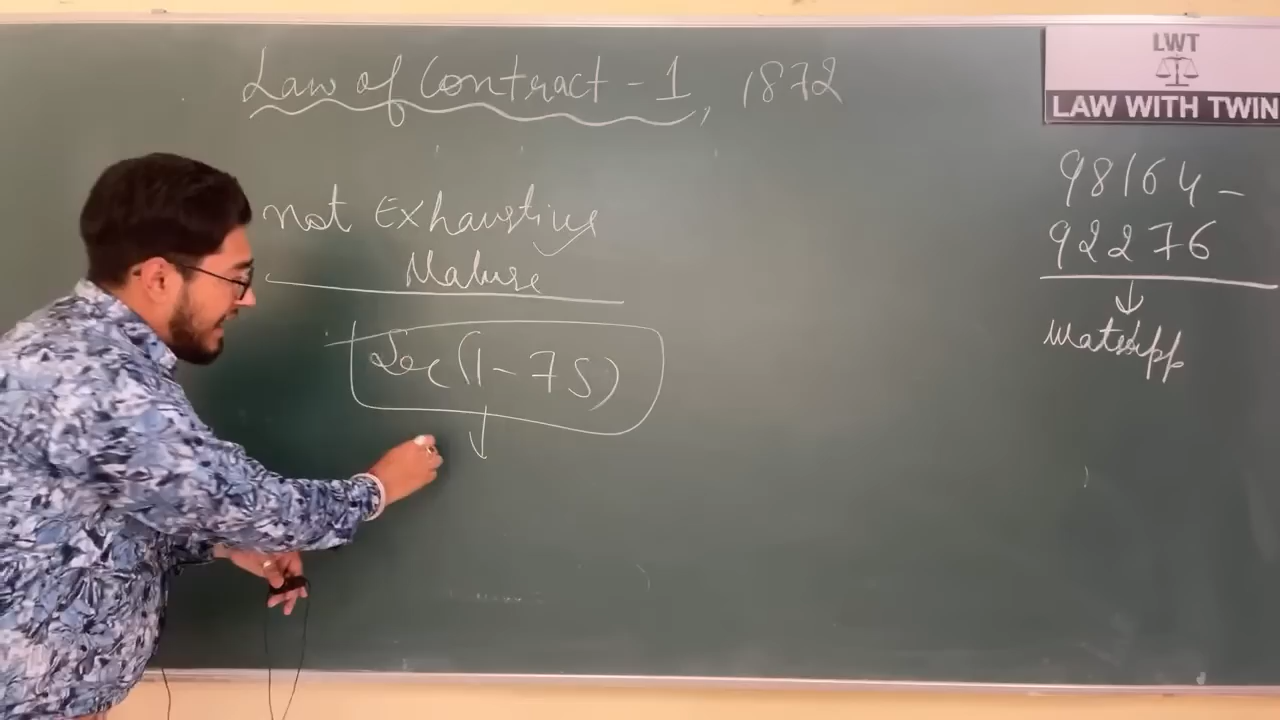 Law of Contract - 1, 1872
not Exhaustive
Nature
Sec (1 - 75)
LWT
LAW WITH TWIN
98164 -
92276
WatsApp